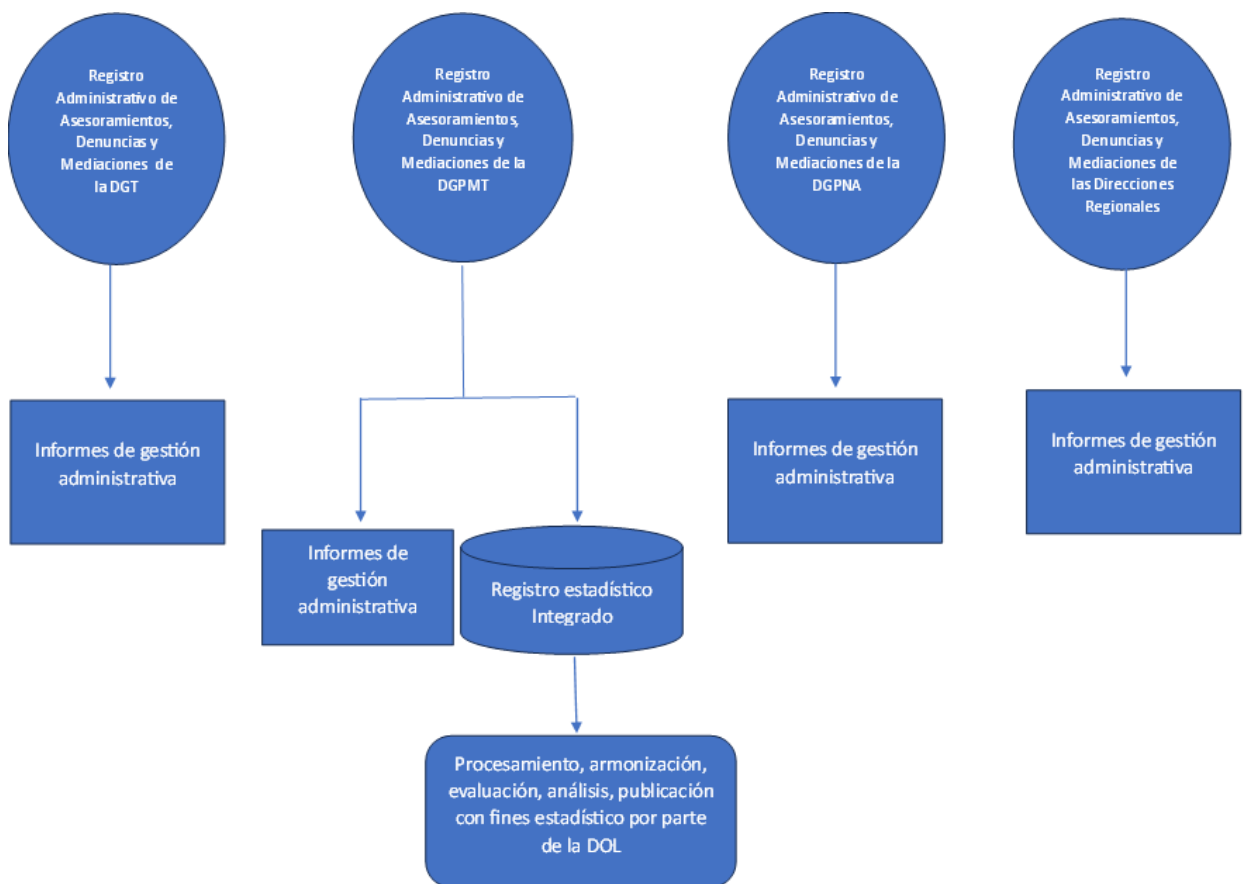 Registro
Administrativo de
Asesoramientos,
Denuncias y
Mediaciones de
la DGT
Registro
Administrativo de
Asesoramientos,
Denuncias y
Mediaciones de la
DGPMT
Registro
Administrativo de
Asesoramientos,
Denuncias y
Mediaciones de la
DGPNA
Registro
Administrativo de
Asesoramientos,
Denuncias y
Mediaciones de
las Direcciones
Regionales
Informes de gestión
administrativa
Informes de
gestión
administrativa
Registro estadístico
Integrado
Informes de gestión
administrativa
Informes de gestión
administrativa
Procesamiento, armonización,
evaluación, análisis, publicación
con fines estadístico por parte
de la DOL